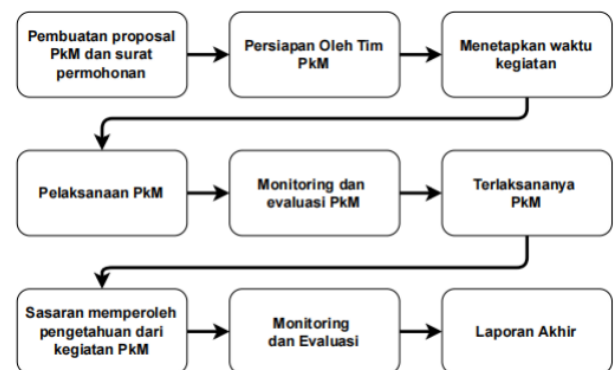 Pembuatan proposal
PkM dan surat
permohonan
Persiapan Oleh Tim
PkM
Menetapkan waktu
kegiatan
Pelaksanaan PkM
Monitoring dan
evaluasi PkM
Terlaksananya
PkM
Sasaran memperoleh
pengetahuan dari
kegiatan PkM
Monitoring
dan Evaluasi
Laporan Akhir